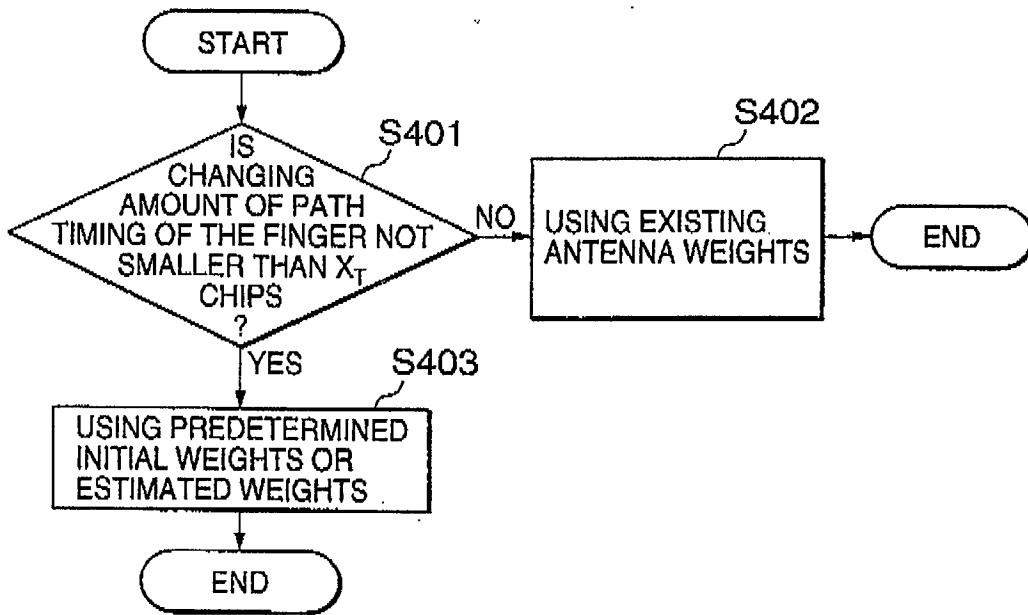 START
S401
IS
CHANGING
AMOUNT OF PATH
TIMING OF THE FINGER NOT
SMALLER THAN XT
CHIPS
?
NO
S402
USING EXISTING
ANTENNA WEIGHTS
END
YES
S403
USING PREDETERMINED
INITIAL WEIGHTS OR
ESTIMATED WEIGHTS
END